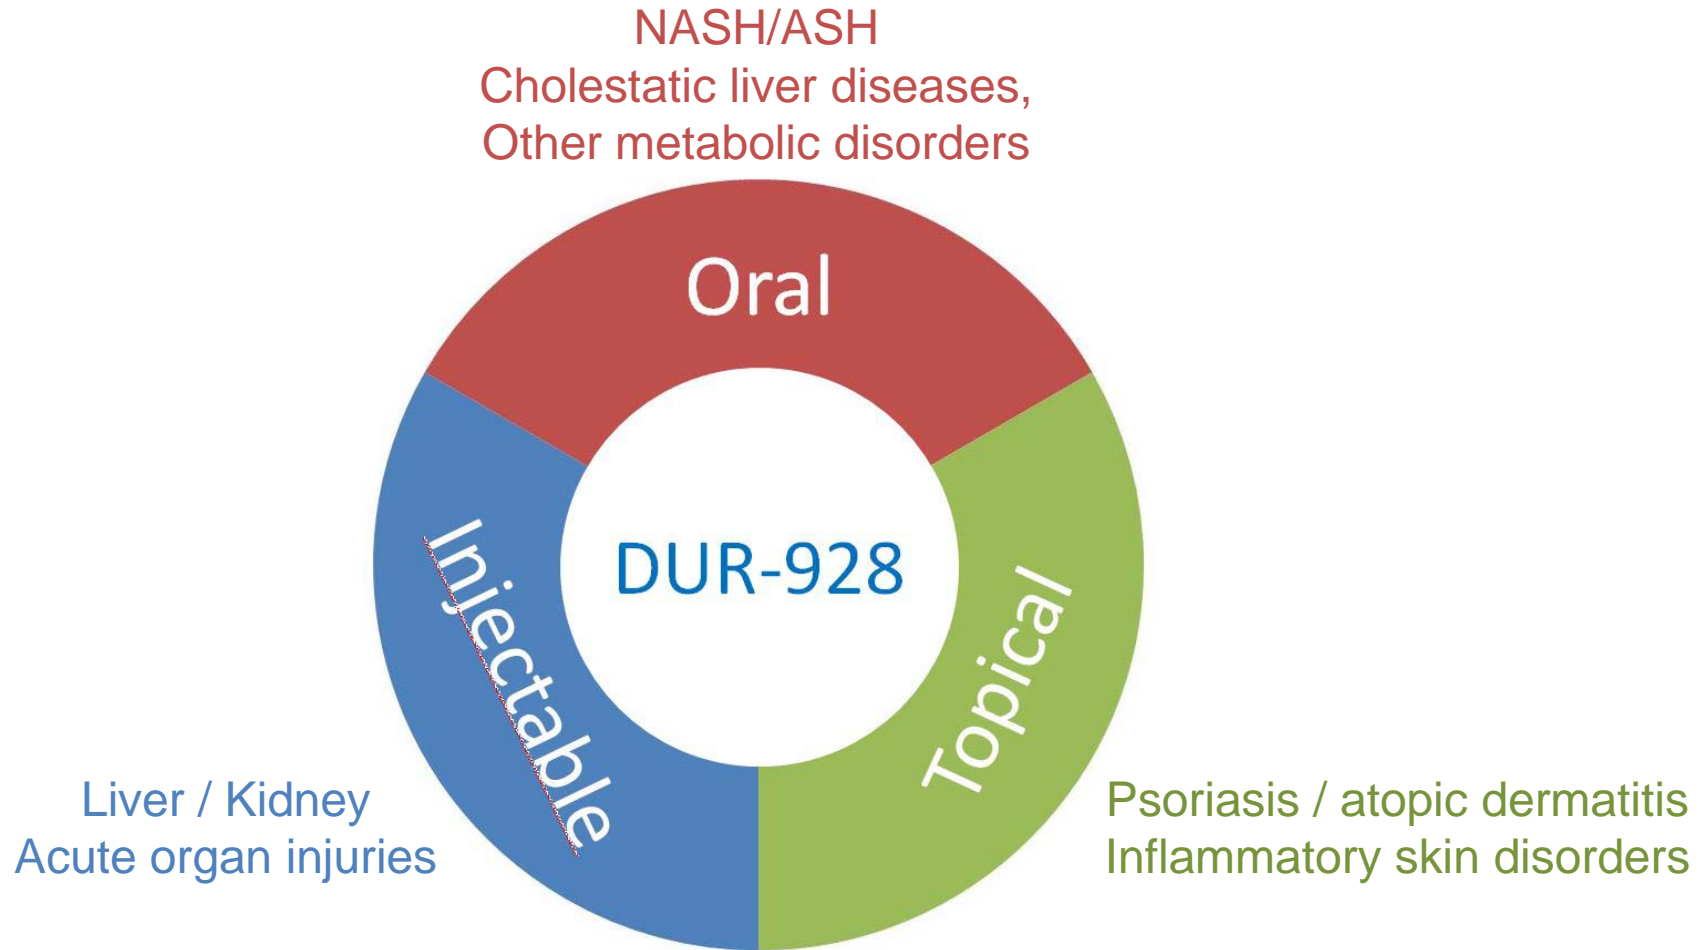 NASH/ASH
Cholestatic liver diseases,
Other metabolic disorders
Oral
Injectable
DUR-928
Topical
Liver / Kidney
Acute organ injuries
Psoriasis / atopic dermatitis
Inflammatory skin disorders